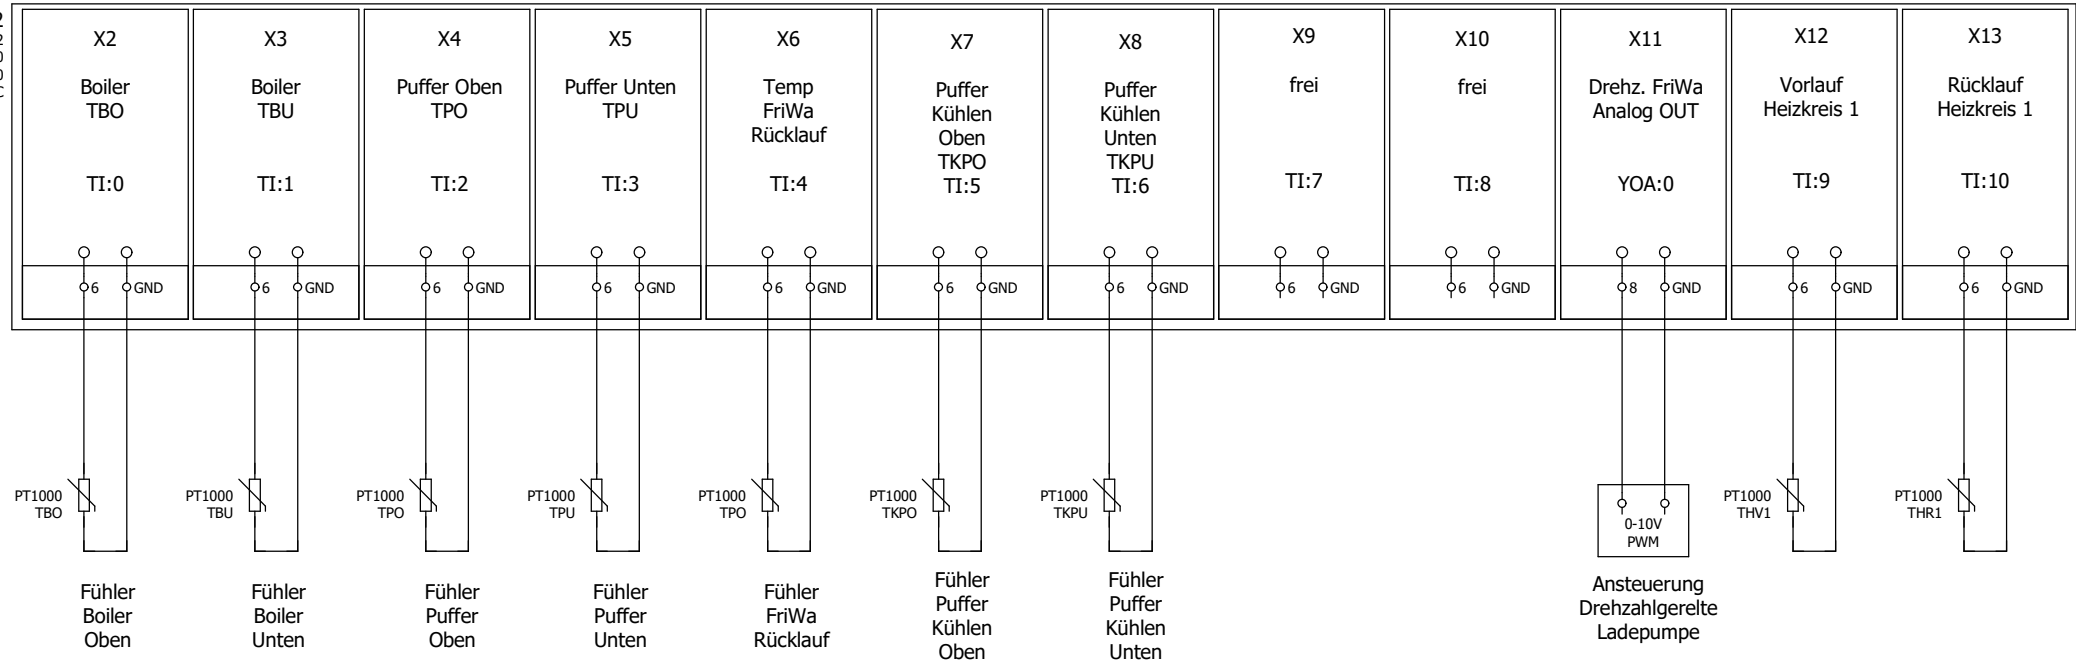 X2
Boiler
TBO
TI:0
6
GND
PT1000
TBO
Fühler
Boiler
Oben
X3
Boiler
TBU
TI:1
6
GND
PT1000
TBU
Fühler
Boiler
Unten
X4
Puffer Oben
TPO
TI:2
6
GND
PT1000
TPO
Fühler
Puffer
Oben
X5
Puffer Unten
TPU
TI:3
6
GND
PT1000
TPU
Fühler
Puffer
Unten
X6
Temp
FriWa
Rücklauf
TI:4
6
GND
PT1000
TPO
Fühler
FriWa
Rücklauf
X7
Puffer
Kühlen
Oben
TKPO
TI:5
6
GND
PT1000
TKPO
Fühler
Puffer
Kühlen
Oben
X8
Puffer
Kühlen
Unten
TKPU
TI:6
6
GND
PT1000
TKPU
Fühler
Puffer
Kühlen
Unten
X9
frei
TI:7
6
GND
X10
frei
TI:8
6
GND
X11
Drehz. FriWa
Analog OUT
YOA:0
8
GND
0-10V
PWM
Ansteuerung
Drehzahlgerelte
Ladepumpe
X12
Vorlauf
Heizkreis 1
TI:9
6
GND
PT1000
THV1
X13
Rücklauf
Heizkreis 1
TI:10
6
GND
PT1000
THR1